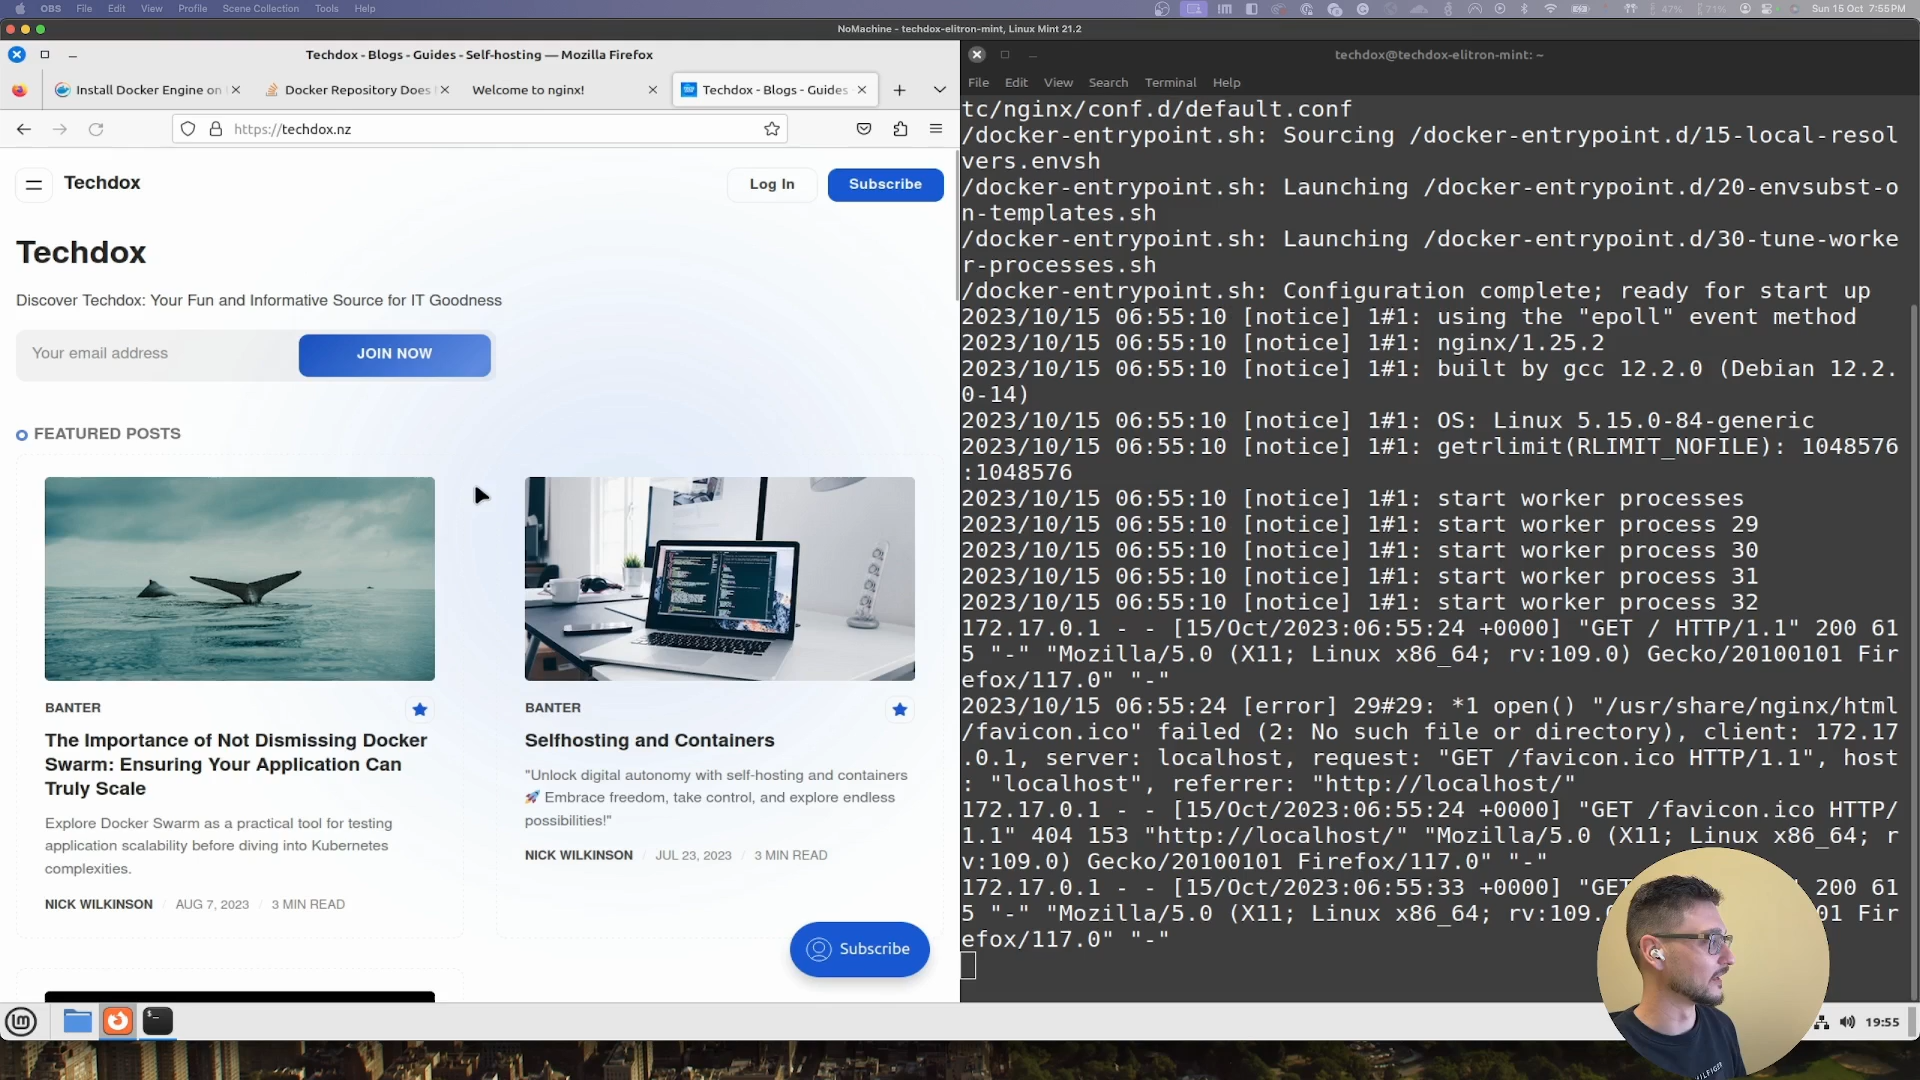 OBS File Edit View Profile Scene Collection Tools Help
47% 71% Sun 15 Oct 7:55PM
NoMachine - techdox-elitron-mint, Linux Mint 21.2
Techdox - Blogs - Guides - Self-hosting — Mozilla Firefox
Install Docker Engine on
Docker Repository Does
Welcome to nginx!
Techdox - Blogs - Guides
https://techdox.nz
Techdox
Log In
Subscribe
Techdox
Discover Techdox: Your Fun and Informative Source for IT Goodness
Your email address
JOIN NOW
FEATURED POSTS
BANTER
The Importance of Not Dismissing Docker
Swarm: Ensuring Your Application Can
Truly Scale
Explore Docker Swarm as a practical tool for testing
application scalability before diving into Kubernetes
complexities.
NICK WILKINSON / AUG 7, 2023 / 3 MIN READ
BANTER
Selfhosting and Containers
"Unlock digital autonomy with self-hosting and containers
🚀 Embrace freedom, take control, and explore endless
possibilities!"
NICK WILKINSON / JUL 23, 2023 / 3 MIN READ
Subscribe
techdox@techdox-elitron-mint: ~
File Edit View Search Terminal Help
tc/nginx/conf.d/default.conf
/docker-entrypoint.sh: Sourcing /docker-entrypoint.d/15-local-resol
vers.envsh
/docker-entrypoint.sh: Launching /docker-entrypoint.d/20-envsubst-o
n-templates.sh
/docker-entrypoint.sh: Launching /docker-entrypoint.d/30-tune-worke
r-processes.sh
/docker-entrypoint.sh: Configuration complete; ready for start up
2023/10/15 06:55:10 [notice] 1#1: using the "epoll" event method
2023/10/15 06:55:10 [notice] 1#1: nginx/1.25.2
2023/10/15 06:55:10 [notice] 1#1: built by gcc 12.2.0 (Debian 12.2.
0-14)
2023/10/15 06:55:10 [notice] 1#1: OS: Linux 5.15.0-84-generic
2023/10/15 06:55:10 [notice] 1#1: getrlimit(RLIMIT_NOFILE): 1048576
:1048576
2023/10/15 06:55:10 [notice] 1#1: start worker processes
2023/10/15 06:55:10 [notice] 1#1: start worker process 29
2023/10/15 06:55:10 [notice] 1#1: start worker process 30
2023/10/15 06:55:10 [notice] 1#1: start worker process 31
2023/10/15 06:55:10 [notice] 1#1: start worker process 32
172.17.0.1 - - [15/Oct/2023:06:55:24 +0000] "GET / HTTP/1.1" 200 61
5 "-" "Mozilla/5.0 (X11; Linux x86_64; rv:109.0) Gecko/20100101 Fir
efox/117.0" "-"
2023/10/15 06:55:24 [error] 29#29: *1 open() "/usr/share/nginx/html
/favicon.ico" failed (2: No such file or directory), client: 172.17
.0.1, server: localhost, request: "GET /favicon.ico HTTP/1.1", host
: "localhost", referrer: "http://localhost/"
172.17.0.1 - - [15/Oct/2023:06:55:24 +0000] "GET /favicon.ico HTTP/
1.1" 404 153 "http://localhost/" "Mozilla/5.0 (X11; Linux x86_64; r
v:109.0) Gecko/20100101 Firefox/117.0" "-"
172.17.0.1 - - [15/Oct/2023:06:55:33 +0000] "GE 200 61
5 "-" "Mozilla/5.0 (X11; Linux x86_64; rv:109. 01 Fir
efox/117.0" "-"
19:55